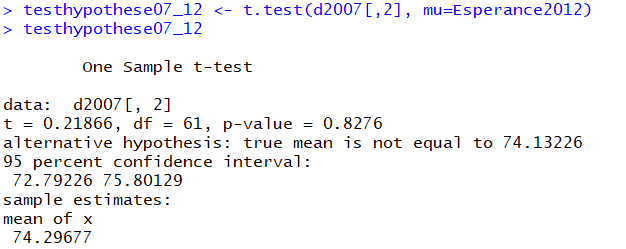 > testhypothese07_12 <- t.test(d2007[,2], mu=Esperance2012)
> testhypothese07_12
One Sample t-test
data:  d2007[, 2]
t = 0.21866, df = 61, p-value = 0.8276
alternative hypothesis: true mean is not equal to 74.13226
95 percent confidence interval:
72.79226 75.80129
sample estimates:
mean of x
74.29677